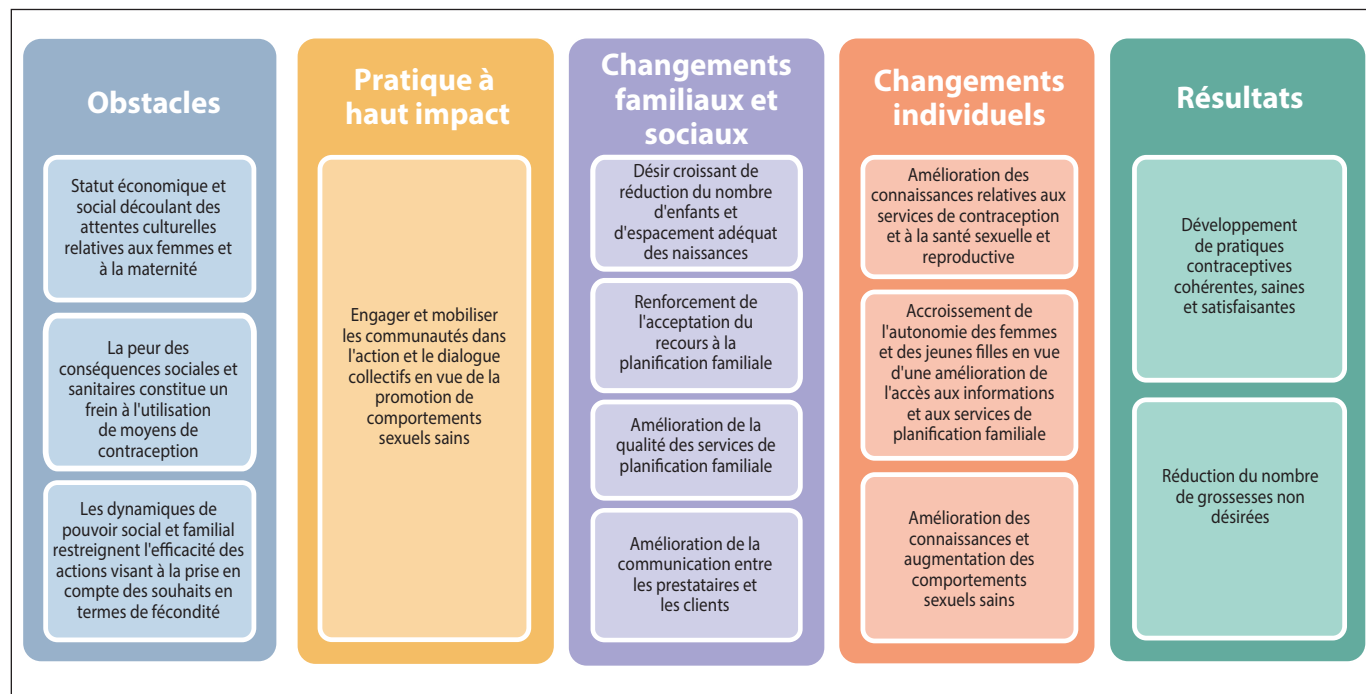 Obstacles
Statut économique et
social découlant des
attentes culturelles
relatives aux femmes et
à la maternité
La peur des
conséquences sociales et
sanitaires constitue un
frein à l'utilisation
de moyens de
contraception
Les dynamiques de
pouvoir social et familial
restreignent l'efficacité des
actions visant à la prise en
compte des souhaits en
termes de fécondité
Pratique à
haut impact
Engager et mobiliser
les communautés dans
l'action et le dialogue
collectifs en vue de la
promotion de
comportements
sexuels sains
Changements
familiaux et
sociaux
Désir croissant de
réduction du nombre
d'enfants et
d'espacement adéquat
des naissances
Renforcement de
l'acceptation du
recours à la
planification familiale
Amélioration de la
qualité des services de
planification familiale
Amélioration de la
communication entre
les prestataires et
les clients
Changements
individuels
Amélioration des
connaissances relatives aux
services de contraception
et à la santé sexuelle et
reproductive
Accroissement de
l'autonomie des femmes
et des jeunes filles en vue
d'une amélioration de
l'accès aux informations
et aux services de
planification familiale
Amélioration des
connaissances et
augmentation des
comportements
sexuels sains
Résultats
Développement
de pratiques
contraceptives
cohérentes, saines
et satisfaisantes
Réduction du nombre
de grossesses non
désirées